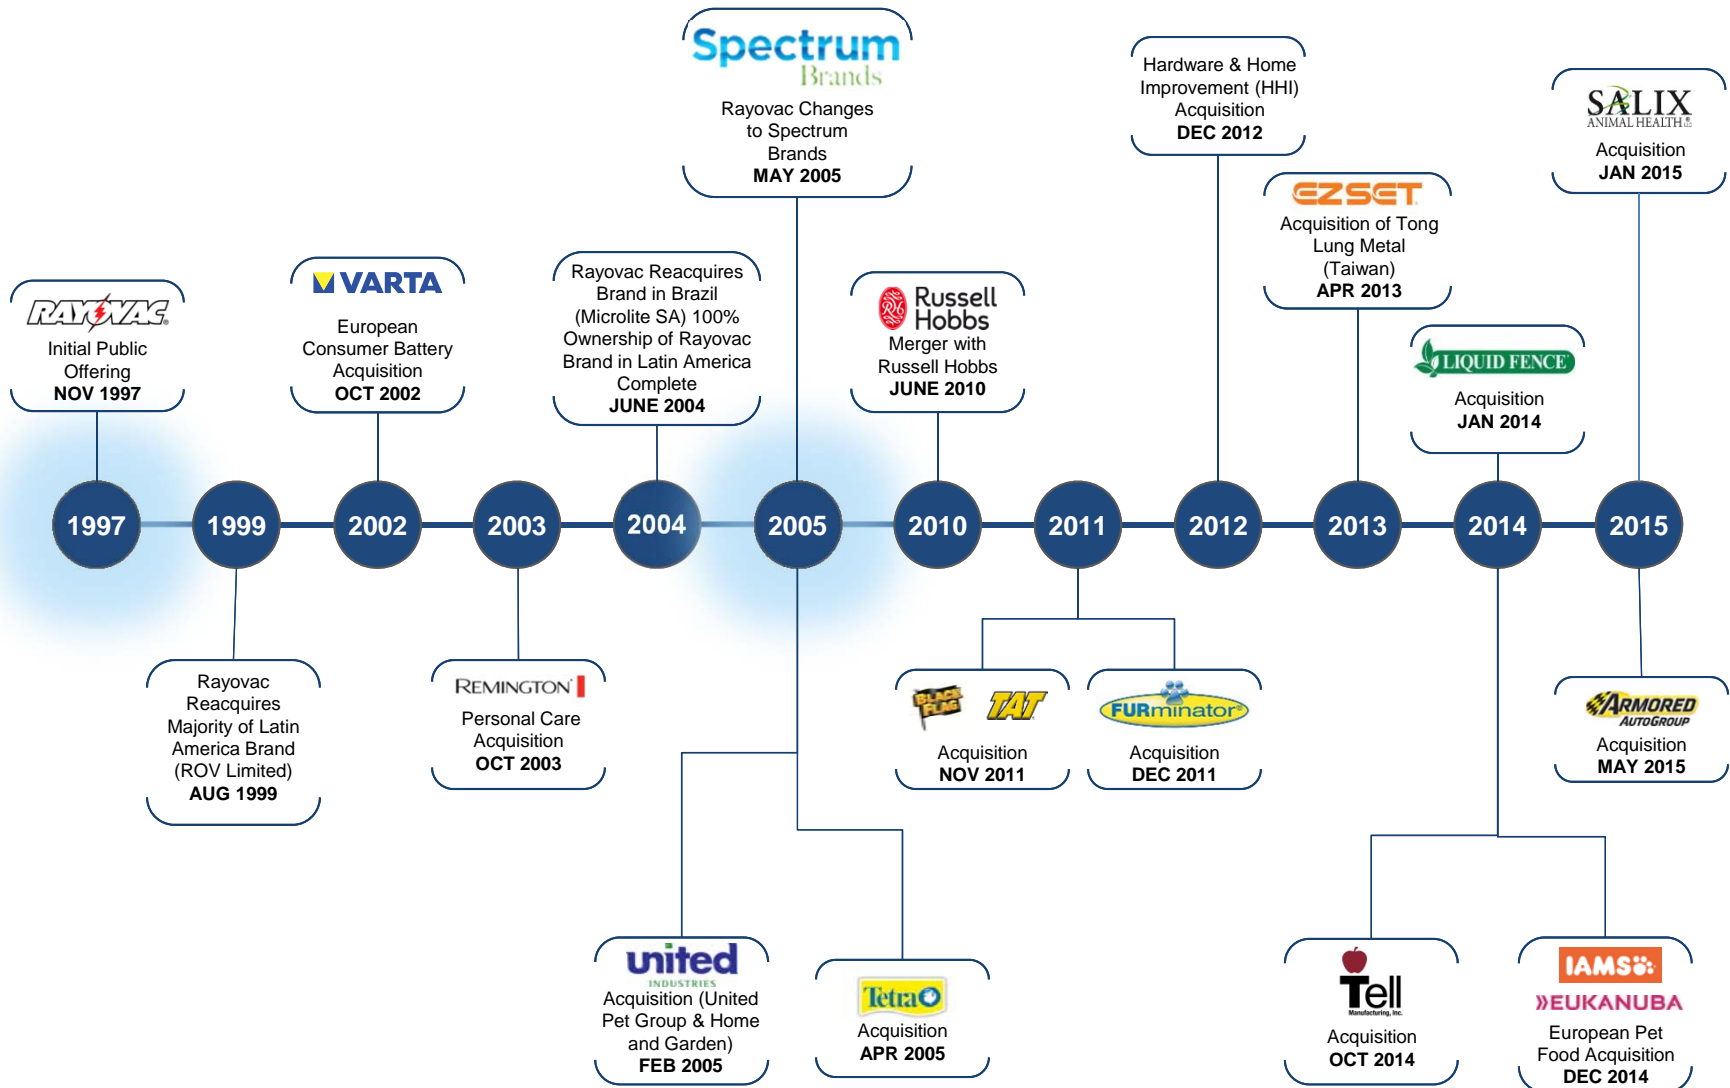 Spectrum
Brands
Rayovac Changes
to Spectrum
Brands
MAY 2005
Hardware & Home
Improvement (HHI)
Acquisition
DEC 2012
SALIX
ANIMAL HEALTH
Acquisition
JAN 2015
EZSET
Acquisition of Tong
Lung Metal
(Taiwan)
APR 2013
RAYOVAC
Initial Public
Offering
NOV 1997
VARTA
European
Consumer Battery
Acquisition
OCT 2002
Rayovac Reacquires
Brand in Brazil
(Microlite SA) 100%
Ownership of Rayovac
Brand in Latin America
Complete
JUNE 2004
RH
Russell
Hobbs
Merger with
Russell Hobbs
JUNE 2010
LIQUID FENCE
Acquisition
JAN 2014
1997
1999
2002
2003
2004
2005
2010
2011
2012
2013
2014
2015
Rayovac
Reacquires
Majority of Latin
America Brand
(ROV Limited)
AUG 1999
REMINGTON
Personal Care
Acquisition
OCT 2003
BLACK
FLAG
TAT
Acquisition
NOV 2011
FURminator®
Acquisition
DEC 2011
ARMORED
AUTOGROUP
Acquisition
MAY 2015
united
INDUSTRIES
Acquisition (United
Pet Group & Home
and Garden)
FEB 2005
Tetra
Acquisition
APR 2005
Tell
Manufacturing, Inc.
Acquisition
OCT 2014
IAMS
»EUKANUBA
European Pet
Food Acquisition
DEC 2014